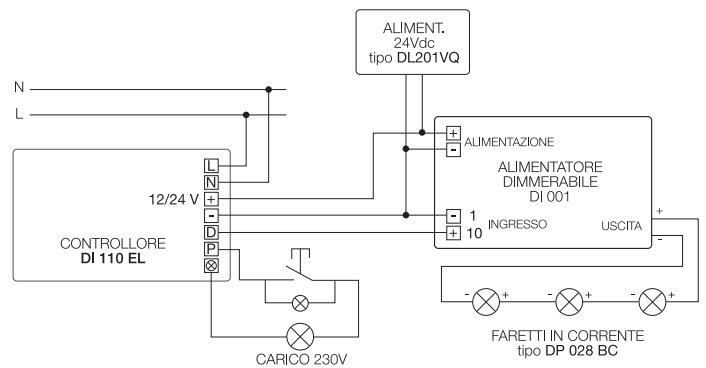 ALIMENT.
24Vdc
tipo DL201VQ
N
L
L
N
12/24 V +
-
D
P
CONTROLLORE
DI 110 EL
+
-
ALIMENTAZIONE
ALIMENTATORE
DIMMERABILE
DI 001
- 1
+ 10
INGRESSO
USCITA
+
-
- + - + - +
FARETTI IN CORRENTE
tipo DP 028 BC
CARICO 230V